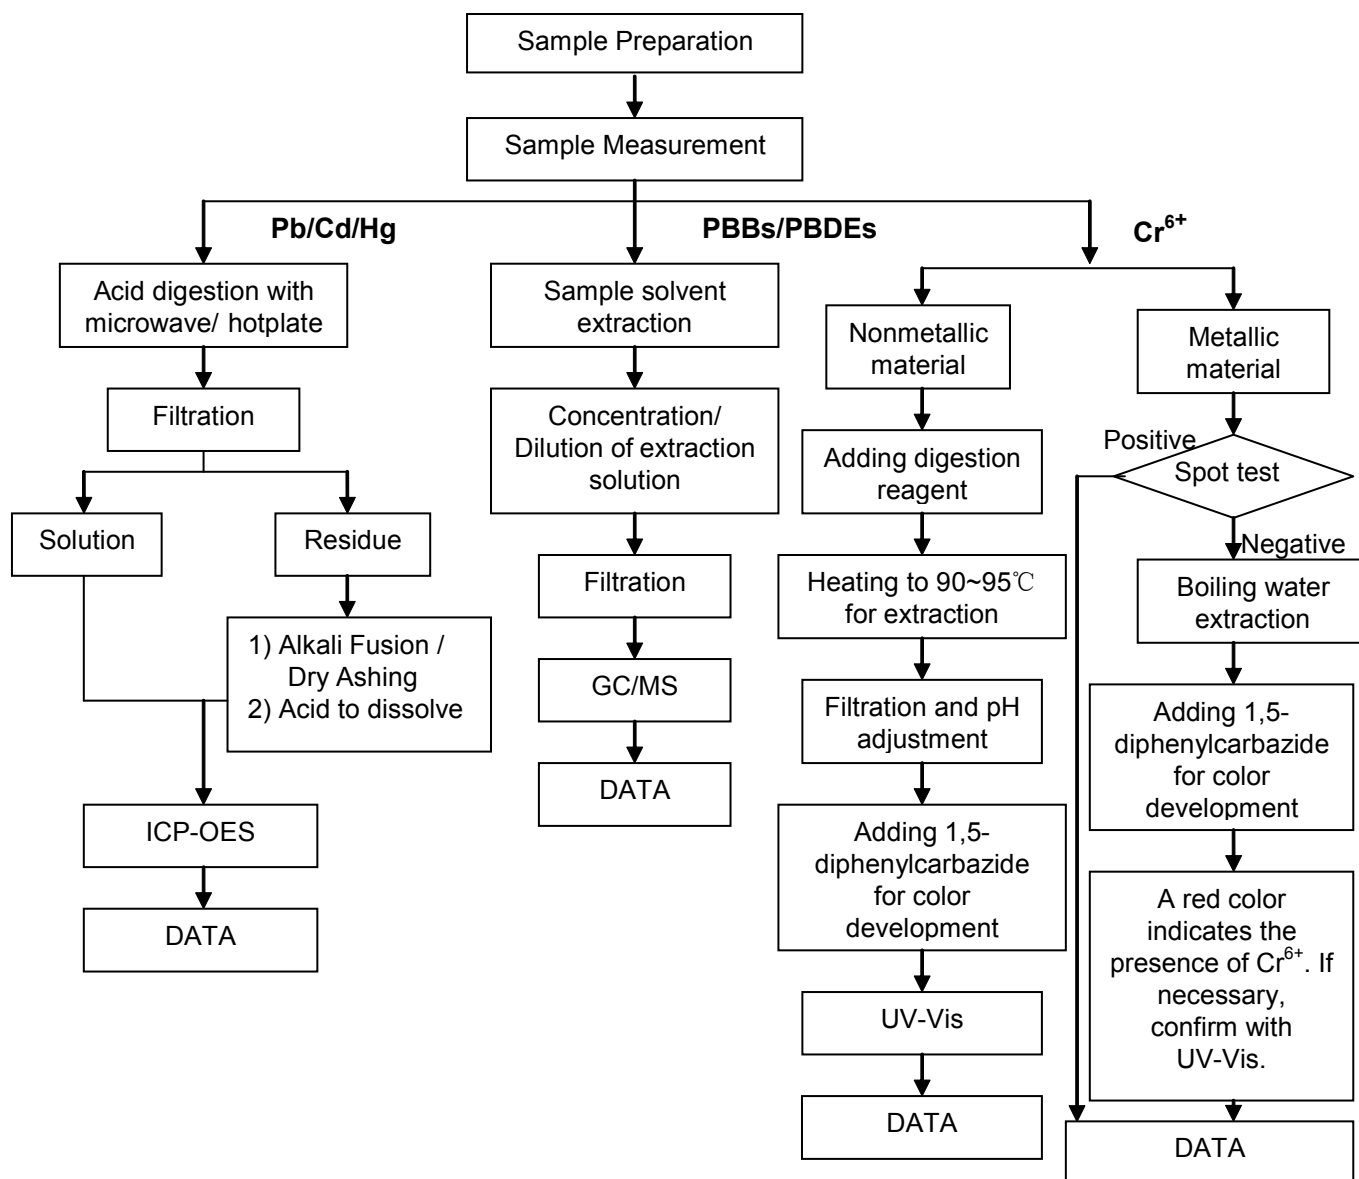 Sample Preparation
Sample Measurement
Pb/Cd/Hg
PBBs/PBDEs
Cr⁶⁺
Acid digestion with
microwave/ hotplate
Filtration
Solution
Residue
1) Alkali Fusion /
Dry Ashing
2) Acid to dissolve
ICP-OES
DATA
Sample solvent
extraction
Concentration/
Dilution of extraction
solution
Filtration
GC/MS
DATA
Nonmetallic
material
Adding digestion
reagent
Heating to 90~95℃
for extraction
Filtration and pH
adjustment
Adding 1,5-
diphenylcarbazide
for color
development
UV-Vis
DATA
Metallic
material
Positive
Spot test
Negative
Boiling water
extraction
Adding 1,5-
diphenylcarbazide
for color
development
A red color
indicates the
presence of Cr⁶⁺. If
necessary,
confirm with
UV-Vis.
DATA